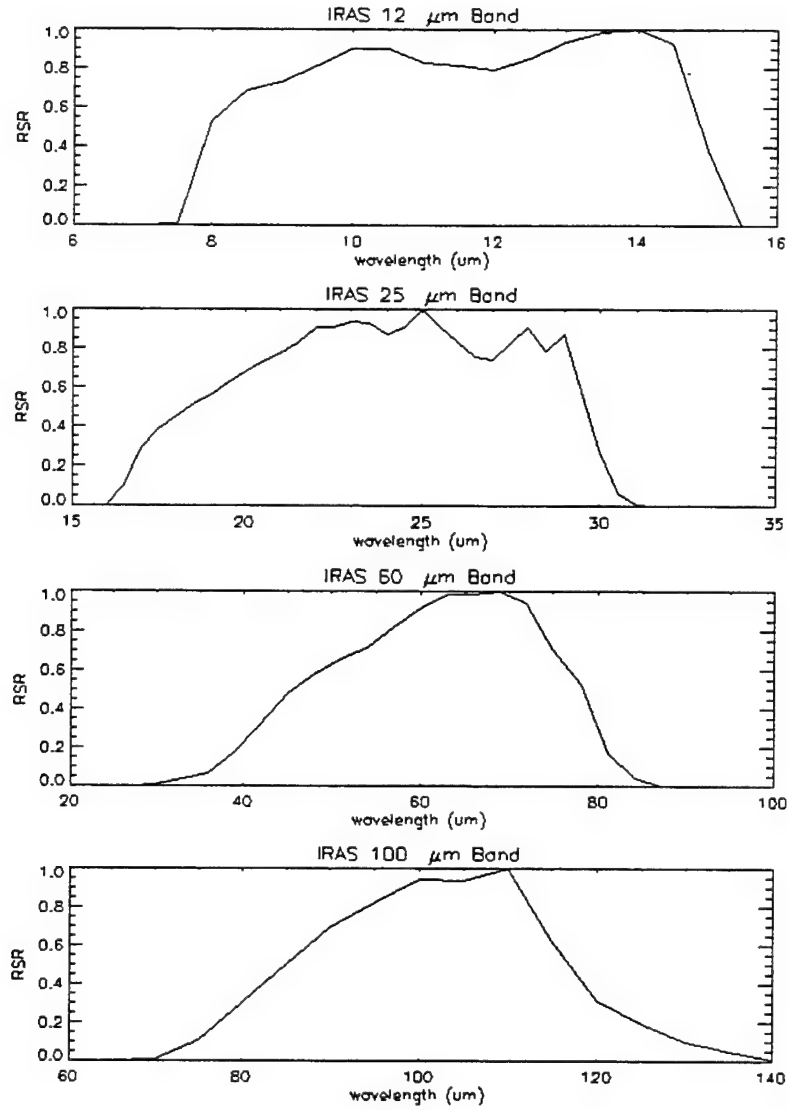 IRAS 12 μm Band
1.0
0.8
0.6
0.4
0.2
0.0
RSR
6 8 10 12 14 16
wavelength (um)
IRAS 25 μm Band
1.0
0.8
0.6
0.4
0.2
0.0
RSR
15 20 25 30 35
wavelength (um)
IRAS 60 μm Band
1.0
0.8
0.6
0.4
0.2
0.0
RSR
20 40 60 80 100
wavelength (um)
IRAS 100 μm Band
1.0
0.8
0.6
0.4
0.2
0.0
RSR
60 80 100 120 140
wavelength (um)